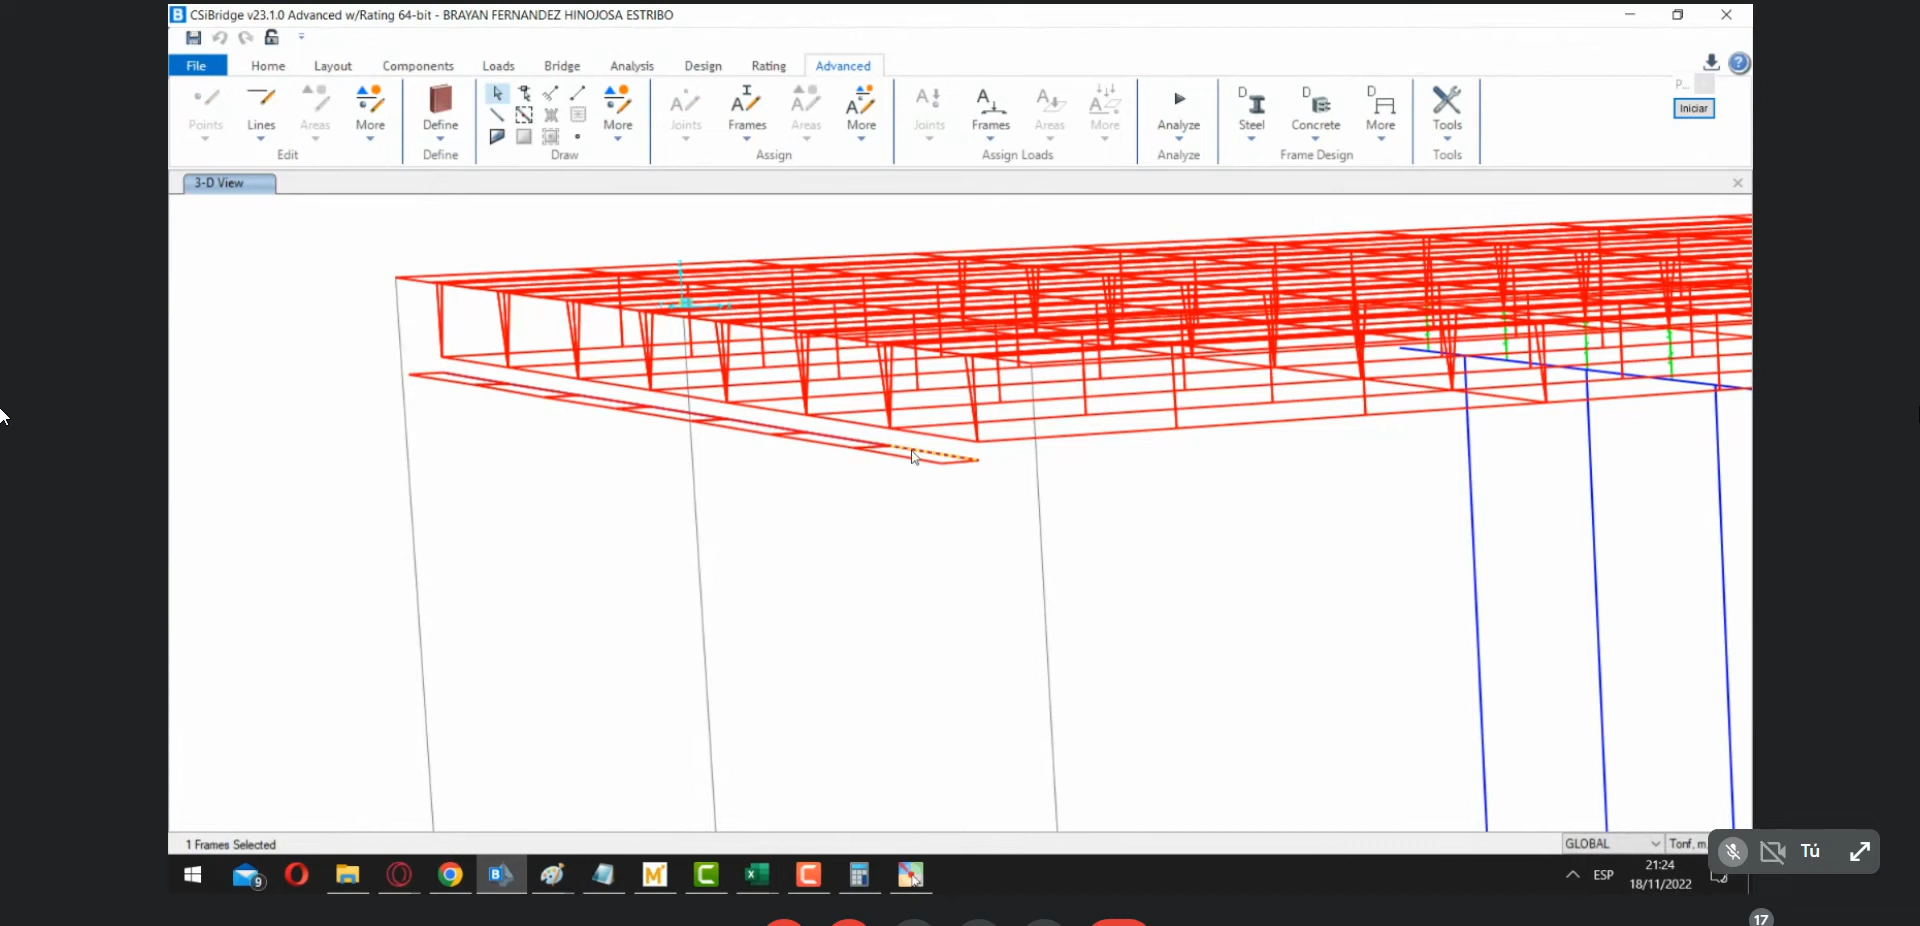 CSiBridge v23.1.0 Advanced w/Rating 64-bit - BRAYAN FERNANDEZ HINOJOSA ESTRIBO
File Home Layout Components Loads Bridge Analysis Design Rating Advanced
P...
Iniciar
Points Lines Areas More
Edit
Define
Define
More
Draw
Joints Frames Areas More
Assign
Joints Frames Areas More
Assign Loads
Analyze
Analyze
Steel Concrete More
Frame Design
Tools
Tools
3-D View
1 Frames Selected
GLOBAL
Tonf, m,
Tú
9
ESP
21:24
18/11/2022
17